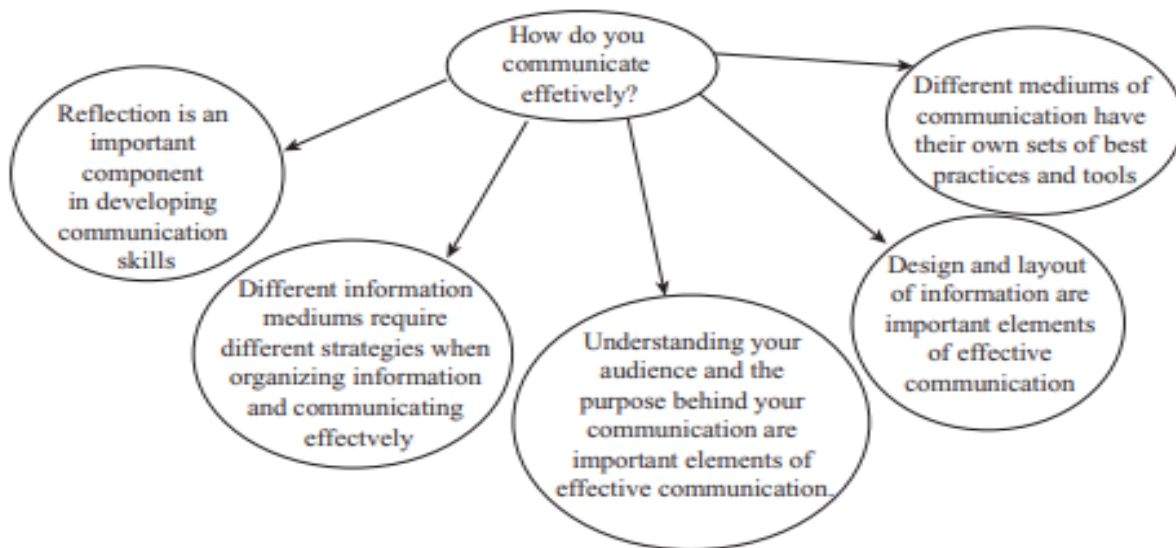 How do you
communicate
effetively?
Reflection is an
important
component
in developing
communication
skills
Different information
mediums require
different strategies when
organizing information
and communicating
effectvely
Understanding your
audience and the
purpose behind your
communication are
important elements of
effective communication.
Design and layout
of information are
important elements
of effective
communication
Different mediums of
communication have
their own sets of best
practices and tools